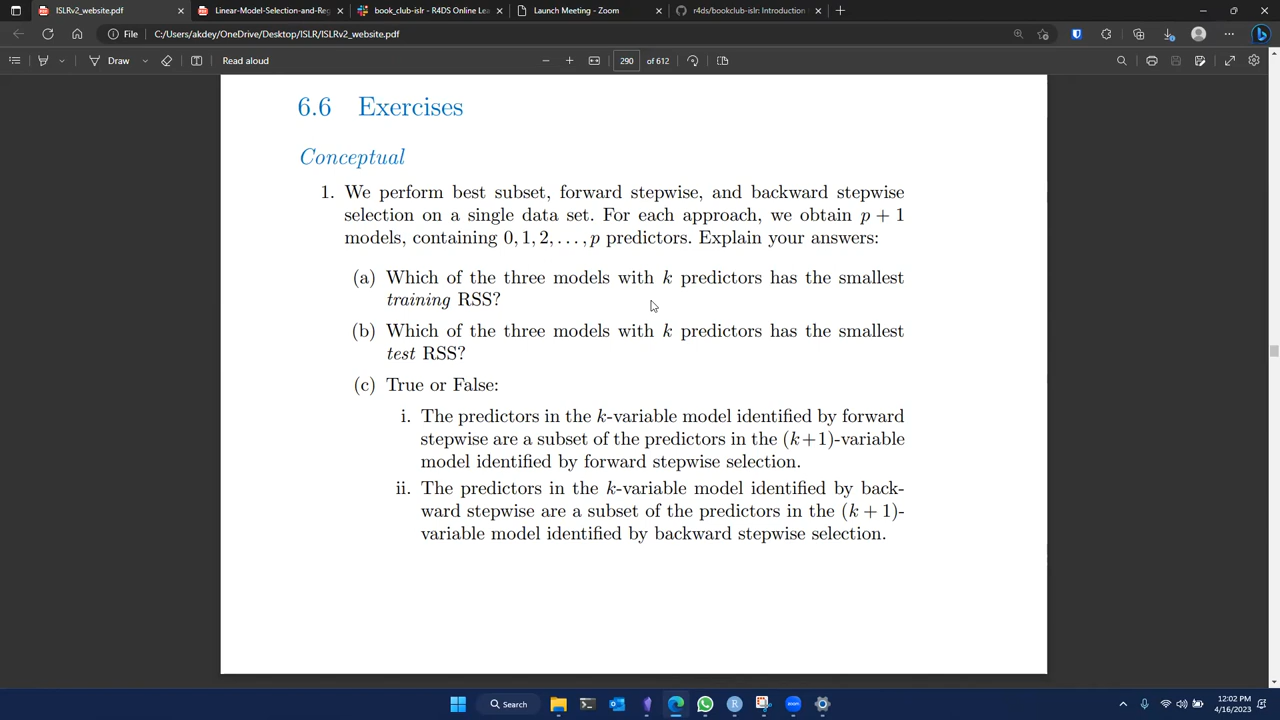 ISLRv2_website.pdf
Linear-Model-Selection-and-Reg
book_club-islr - R4DS Online Lea
Launch Meeting - Zoom
r4ds/bookclub-islr: Introduction
File
C:/Users/akdey/OneDrive/Desktop/ISLR/ISLRv2_website.pdf
Draw
Read aloud
290 of 612
6.6 Exercises
Conceptual
1. We perform best subset, forward stepwise, and backward stepwise
selection on a single data set. For each approach, we obtain p + 1
models, containing 0, 1, 2, . . . , p predictors. Explain your answers:
(a) Which of the three models with k predictors has the smallest
training RSS?
(b) Which of the three models with k predictors has the smallest
test RSS?
(c) True or False:
i. The predictors in the k-variable model identified by forward
stepwise are a subset of the predictors in the (k+1)-variable
model identified by forward stepwise selection.
ii. The predictors in the k-variable model identified by back-
ward stepwise are a subset of the predictors in the (k + 1)-
variable model identified by backward stepwise selection.
Search
12:02 PM
4/16/2023